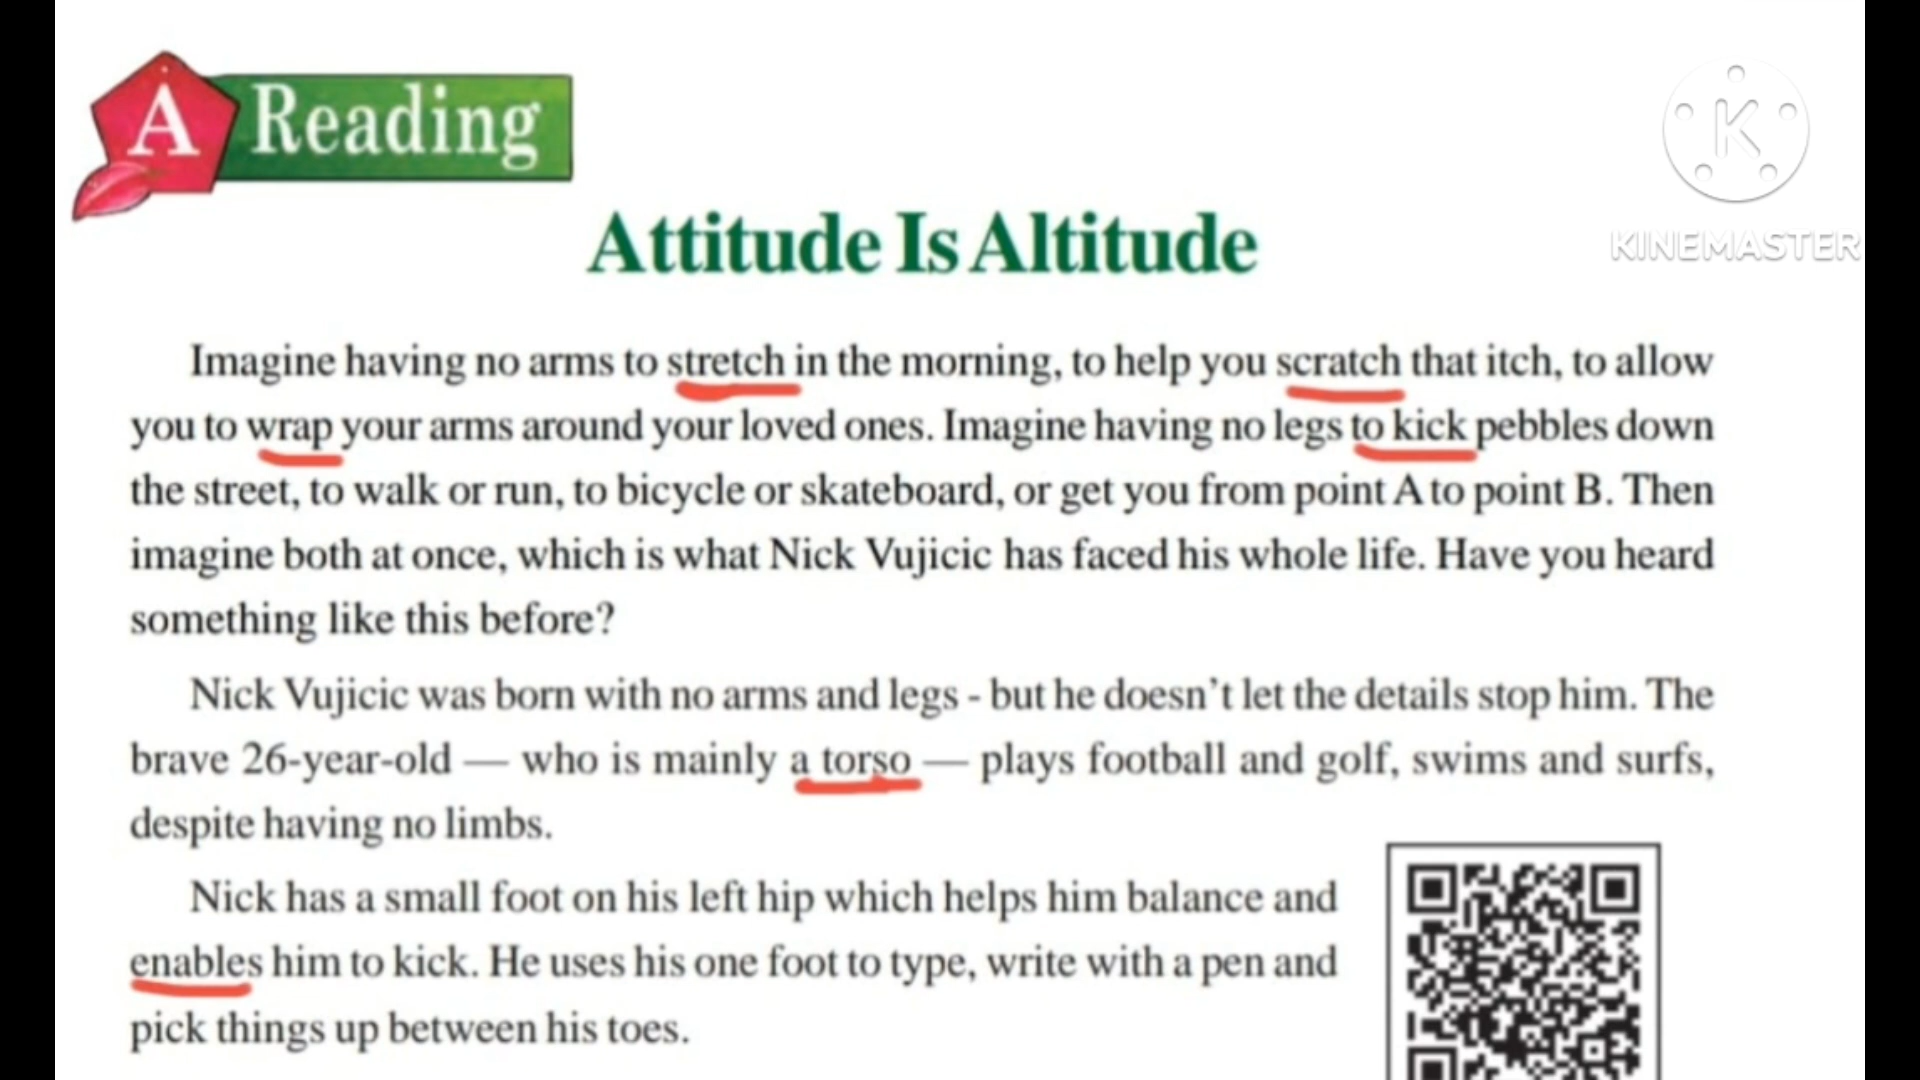 A Reading
K
KINEMASTER
Attitude Is Altitude
Imagine having no arms to stretch in the morning, to help you scratch that itch, to allow
you to wrap your arms around your loved ones. Imagine having no legs to kick pebbles down
the street, to walk or run, to bicycle or skateboard, or get you from point A to point B. Then
imagine both at once, which is what Nick Vujicic has faced his whole life. Have you heard
something like this before?
Nick Vujicic was born with no arms and legs - but he doesn't let the details stop him. The
brave 26-year-old — who is mainly a torso — plays football and golf, swims and surfs,
despite having no limbs.
Nick has a small foot on his left hip which helps him balance and
enables him to kick. He uses his one foot to type, write with a pen and
pick things up between his toes.